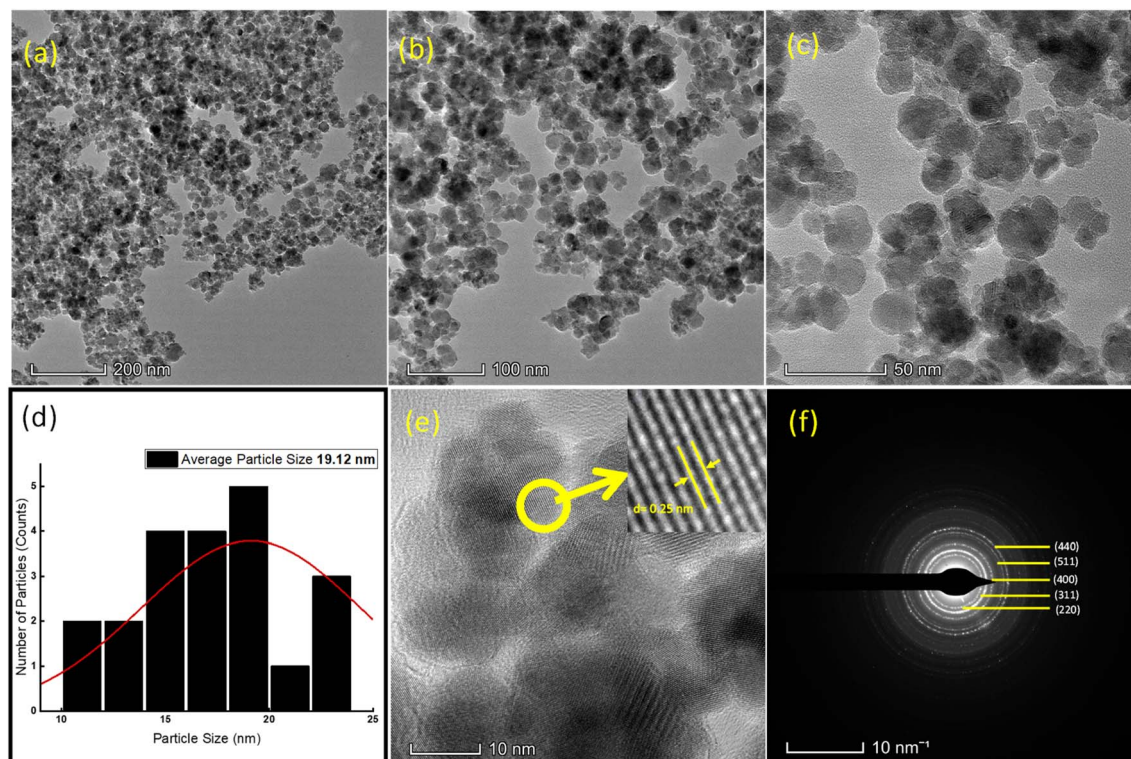 (a)
200 nm
(b)
100 nm
(c)
50 nm
(d)
Average Particle Size 19.12 nm
Number of Particles (Counts)
5
4
3
2
1
0
10 15 20 25
Particle Size (nm)
(e)
d= 0.25 nm
10 nm
(f)
(440)
(511)
(400)
(311)
(220)
10 nm⁻¹